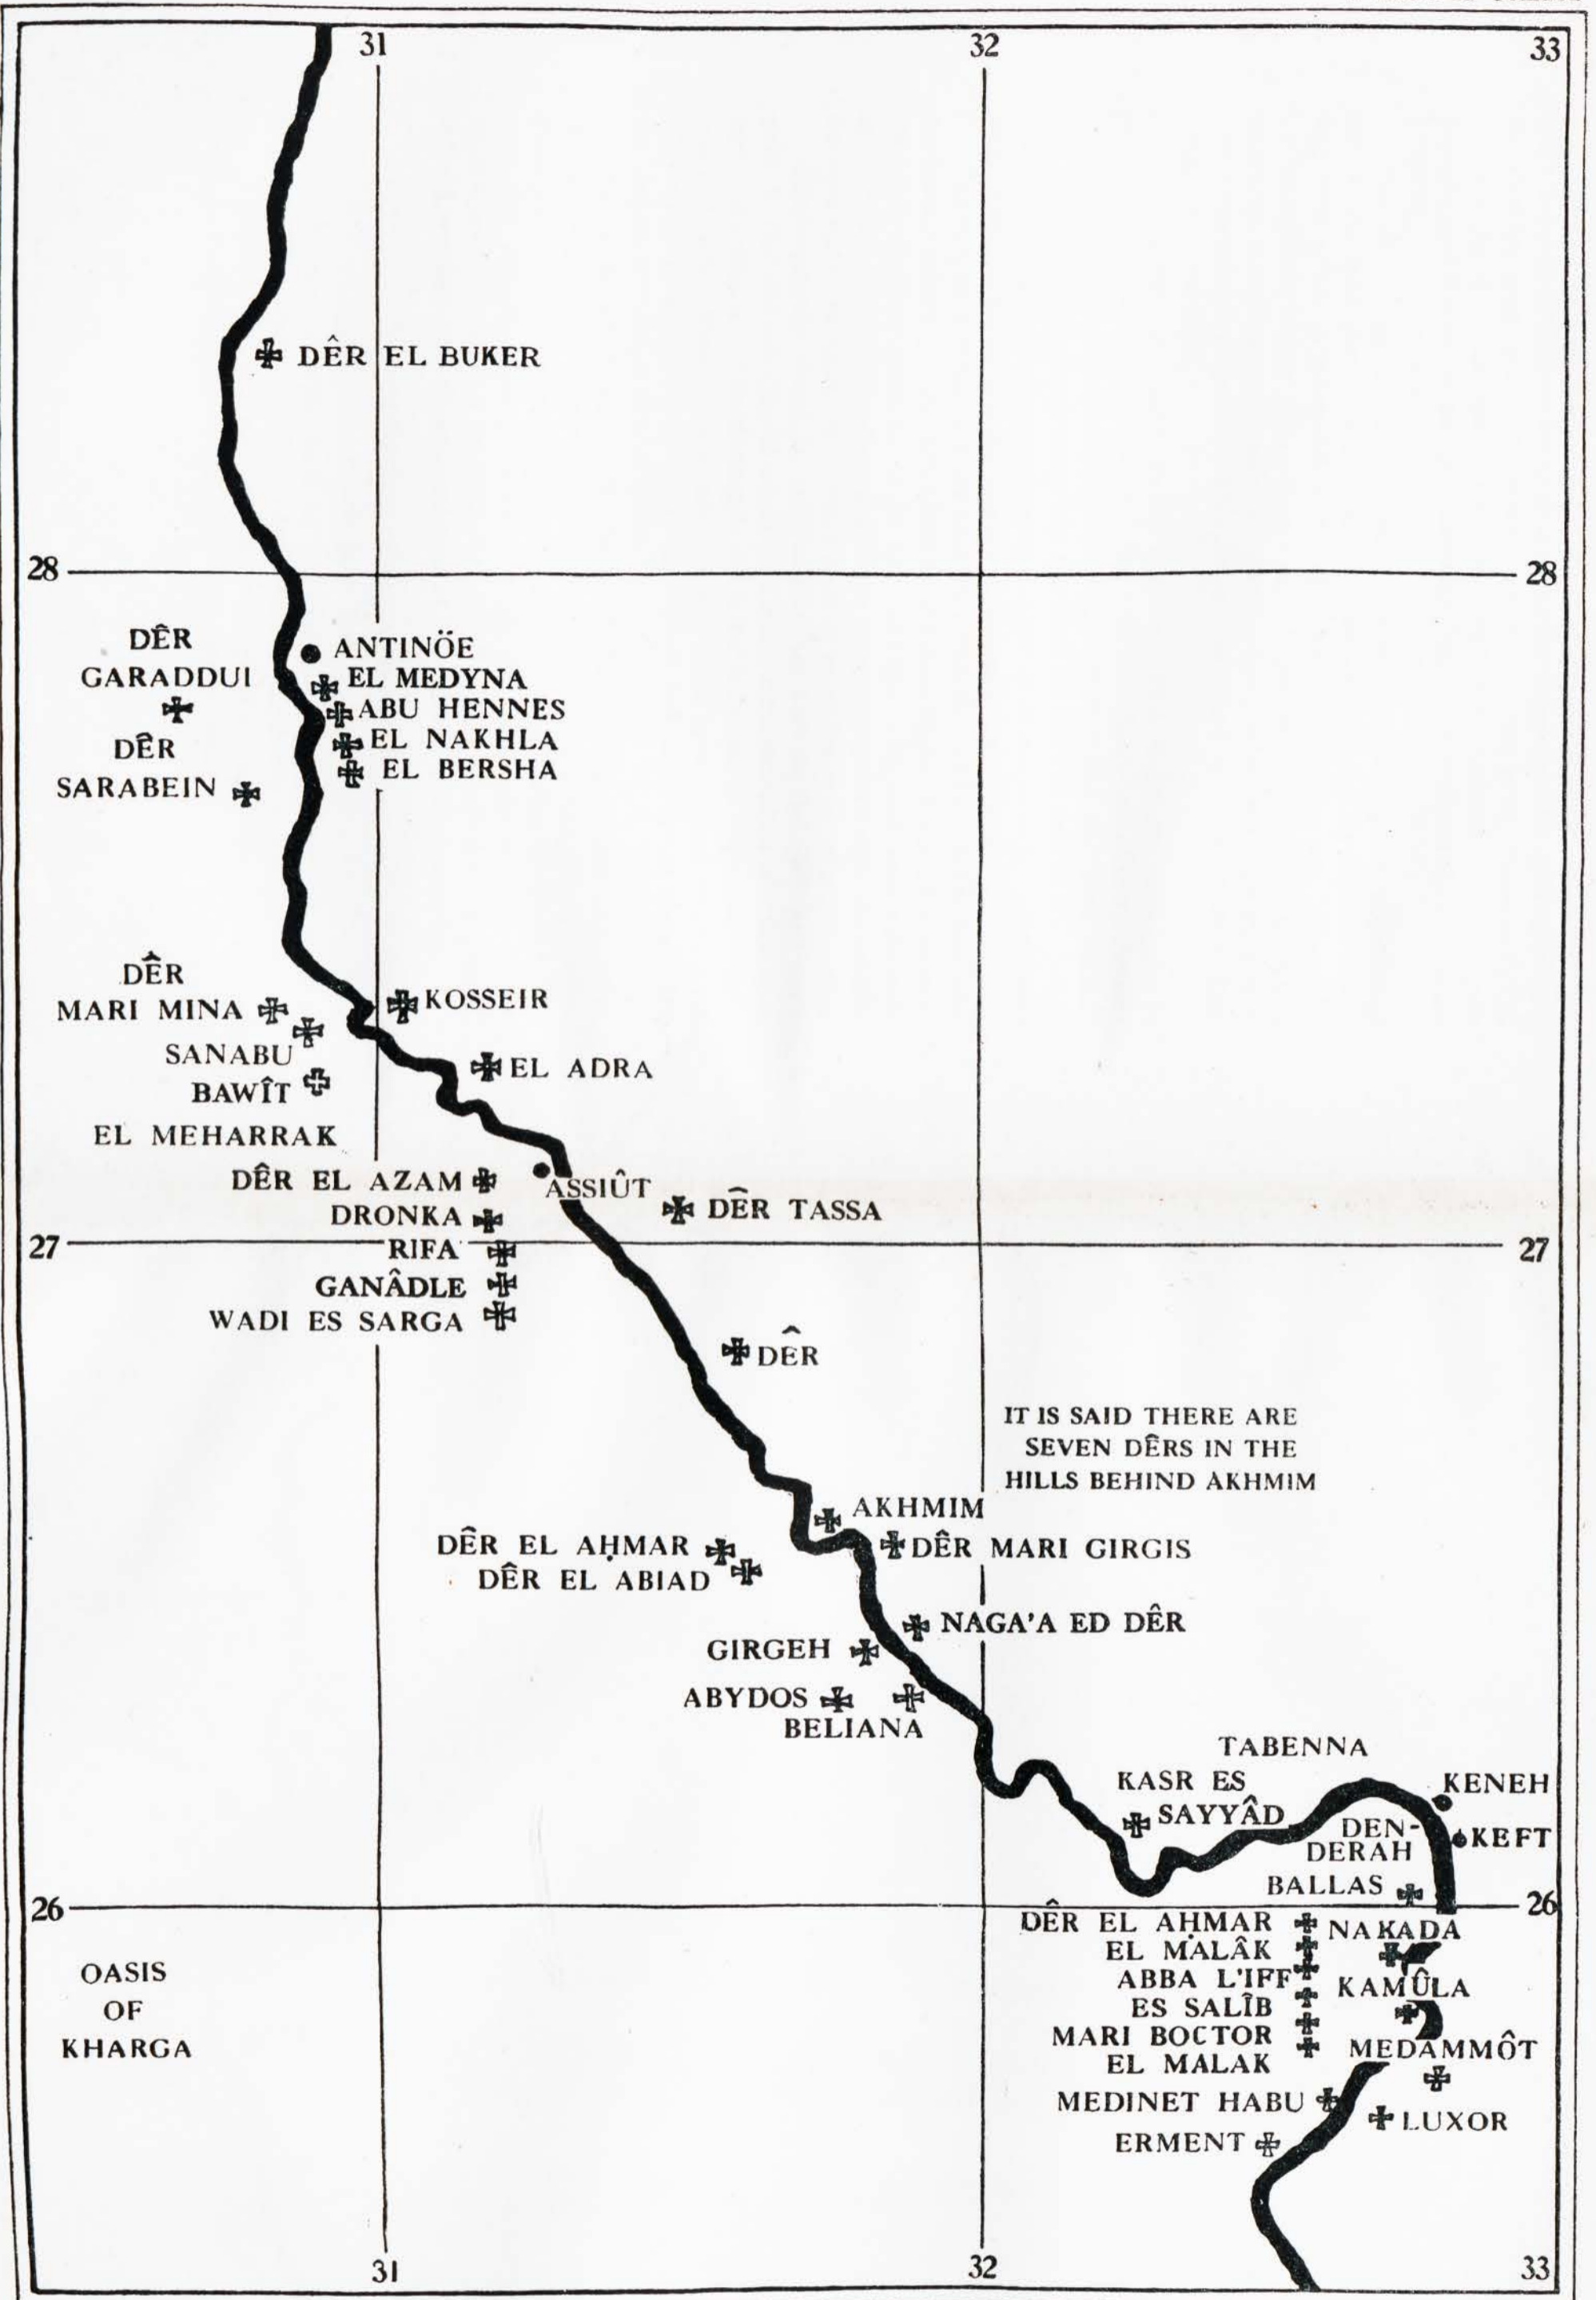 31 32 33
DÊR EL BUKER
28 28
DÊR
GARADDUI
ANTINÖE
EL MEDYNA
ABU HENNES
EL NAKHLA
EL BERSHA
DÊR
SARABEIN
DÊR
MARI MINA
KOSSEIR
SANABU
BAWÎT
EL ADRA
EL MEHARRAK
DÊR EL AZAM
ASSIÛT
DÊR TASSA
DRONKA
27 27
RIFA
GANÂDLE
WADI ES SARGA
DÊR
IT IS SAID THERE ARE
SEVEN DÊRS IN THE
HILLS BEHIND AKHMIM
AKHMIM
DÊR EL AḤMAR
DÊR MARI GIRGIS
DÊR EL ABIAD
NAGA'A ED DÊR
GIRGEH
ABYDOS
BELIANA
TABENNA
KASR ES
SAYYÂD
KENEH
DEN-
DERAH
KEFT
BALLAS
26 26
DÊR EL AḤMAR
NAKADA
EL MALÂK
ABBA L'IFF
KAMÛLA
ES SALÎB
MARI BOCTOR
EL MALAK
MEDAMMÔT
MEDINET HABU
LUXOR
ERMENT
OASIS
OF
KHARGA
31 32 33